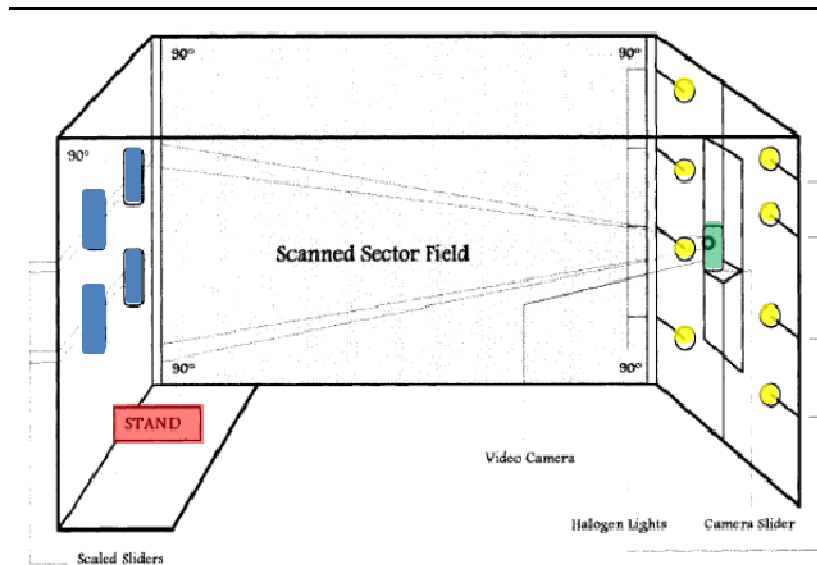 90°
90°
90°
Scanned Sector Field
90°
90°
STAND
Video Camera
Halogen Lights
Camera Slider
Scaled Sliders